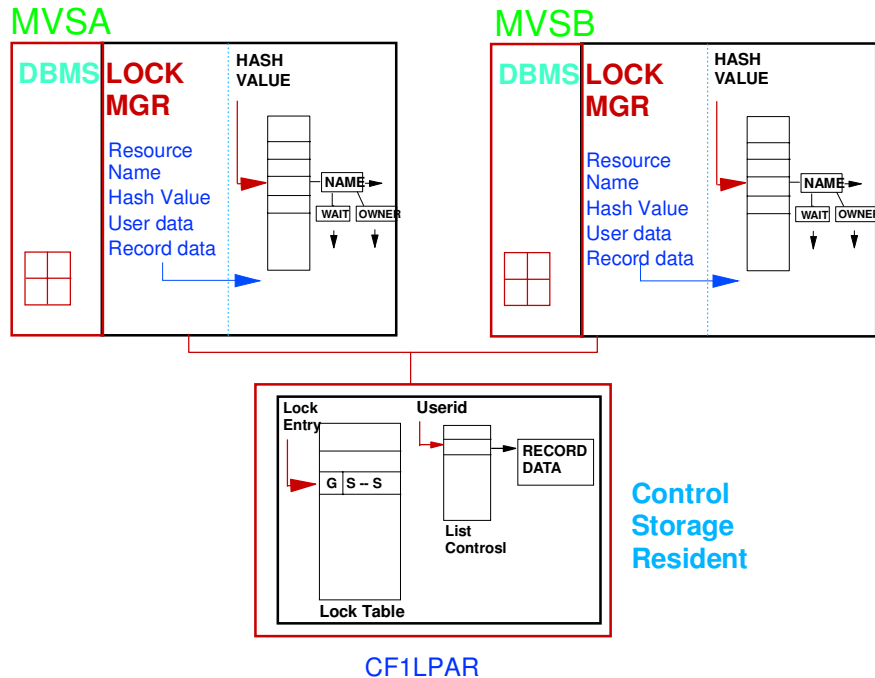 MVSA
DBMS
LOCK
MGR
Resource
Name
Hash Value
User data
Record data
HASH
VALUE
NAME
WAIT
OWNER
MVSB
DBMS
LOCK
MGR
Resource
Name
Hash Value
User data
Record data
HASH
VALUE
NAME
WAIT
OWNER
Lock
Entry
G S -- S
Lock Table
Userid
List
Controsl
RECORD
DATA
Control
Storage
Resident
CF1LPAR